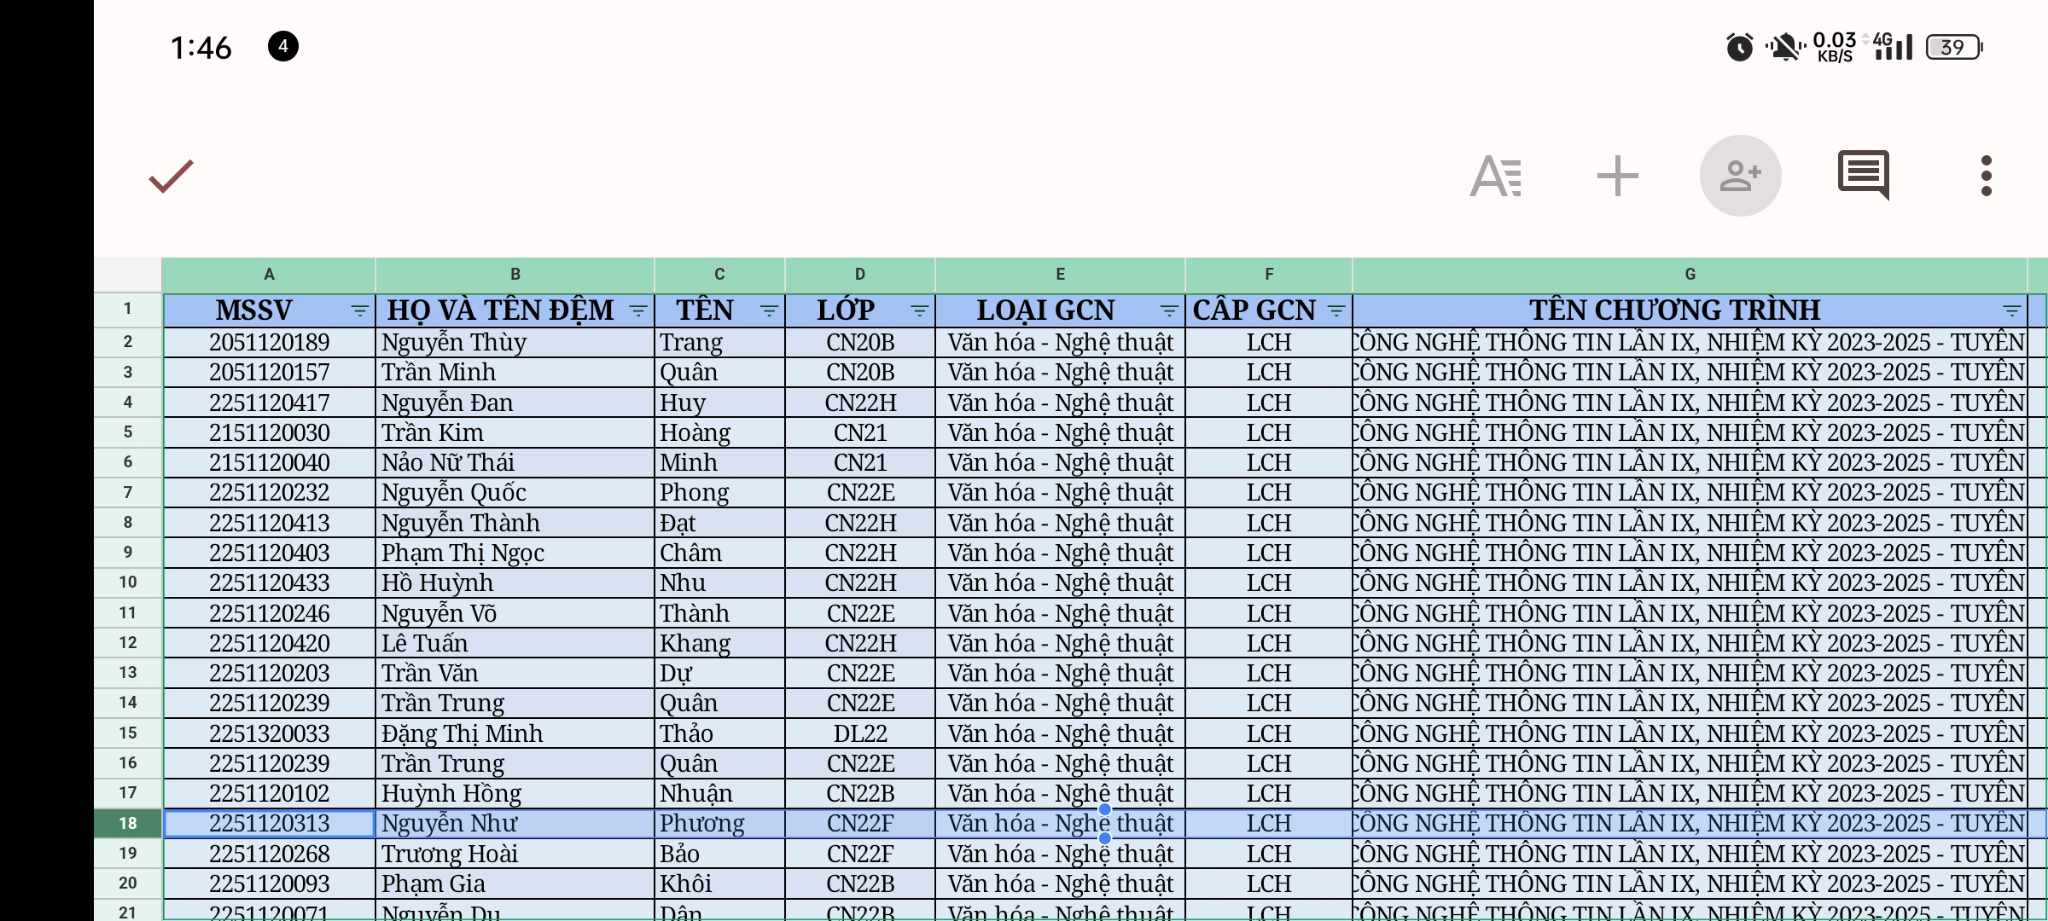 1:46 4 0.03 KB/S 4G 39
A B C D E F G
1 MSSV HỌ VÀ TÊN ĐỆM TÊN LỚP LOẠI GCN CẤP GCN TÊN CHƯƠNG TRÌNH
2 2051120189 Nguyễn Thùy Trang CN20B Văn hóa - Nghệ thuật LCH CÔNG NGHỆ THÔNG TIN LẦN IX, NHIỆM KỲ 2023-2025 - TUYÊN
3 2051120157 Trần Minh Quân CN20B Văn hóa - Nghệ thuật LCH CÔNG NGHỆ THÔNG TIN LẦN IX, NHIỆM KỲ 2023-2025 - TUYÊN
4 2251120417 Nguyễn Đan Huy CN22H Văn hóa - Nghệ thuật LCH CÔNG NGHỆ THÔNG TIN LẦN IX, NHIỆM KỲ 2023-2025 - TUYÊN
5 2151120030 Trần Kim Hoàng CN21 Văn hóa - Nghệ thuật LCH CÔNG NGHỆ THÔNG TIN LẦN IX, NHIỆM KỲ 2023-2025 - TUYÊN
6 2151120040 Nảo Nữ Thái Minh CN21 Văn hóa - Nghệ thuật LCH CÔNG NGHỆ THÔNG TIN LẦN IX, NHIỆM KỲ 2023-2025 - TUYÊN
7 2251120232 Nguyễn Quốc Phong CN22E Văn hóa - Nghệ thuật LCH CÔNG NGHỆ THÔNG TIN LẦN IX, NHIỆM KỲ 2023-2025 - TUYÊN
8 2251120413 Nguyễn Thành Đạt CN22H Văn hóa - Nghệ thuật LCH CÔNG NGHỆ THÔNG TIN LẦN IX, NHIỆM KỲ 2023-2025 - TUYÊN
9 2251120403 Phạm Thị Ngọc Châm CN22H Văn hóa - Nghệ thuật LCH CÔNG NGHỆ THÔNG TIN LẦN IX, NHIỆM KỲ 2023-2025 - TUYÊN
10 2251120433 Hồ Huỳnh Nhu CN22H Văn hóa - Nghệ thuật LCH CÔNG NGHỆ THÔNG TIN LẦN IX, NHIỆM KỲ 2023-2025 - TUYÊN
11 2251120246 Nguyễn Võ Thành CN22E Văn hóa - Nghệ thuật LCH CÔNG NGHỆ THÔNG TIN LẦN IX, NHIỆM KỲ 2023-2025 - TUYÊN
12 2251120420 Lê Tuấn Khang CN22H Văn hóa - Nghệ thuật LCH CÔNG NGHỆ THÔNG TIN LẦN IX, NHIỆM KỲ 2023-2025 - TUYÊN
13 2251120203 Trần Văn Dự CN22E Văn hóa - Nghệ thuật LCH CÔNG NGHỆ THÔNG TIN LẦN IX, NHIỆM KỲ 2023-2025 - TUYÊN
14 2251120239 Trần Trung Quân CN22E Văn hóa - Nghệ thuật LCH CÔNG NGHỆ THÔNG TIN LẦN IX, NHIỆM KỲ 2023-2025 - TUYÊN
15 2251320033 Đặng Thị Minh Thảo DL22 Văn hóa - Nghệ thuật LCH CÔNG NGHỆ THÔNG TIN LẦN IX, NHIỆM KỲ 2023-2025 - TUYÊN
16 2251120239 Trần Trung Quân CN22E Văn hóa - Nghệ thuật LCH CÔNG NGHỆ THÔNG TIN LẦN IX, NHIỆM KỲ 2023-2025 - TUYÊN
17 2251120102 Huỳnh Hồng Nhuận CN22B Văn hóa - Nghệ thuật LCH CÔNG NGHỆ THÔNG TIN LẦN IX, NHIỆM KỲ 2023-2025 - TUYÊN
18 2251120313 Nguyễn Như Phương CN22F Văn hóa - Nghệ thuật LCH CÔNG NGHỆ THÔNG TIN LẦN IX, NHIỆM KỲ 2023-2025 - TUYÊN
19 2251120268 Trương Hoài Bảo CN22F Văn hóa - Nghệ thuật LCH CÔNG NGHỆ THÔNG TIN LẦN IX, NHIỆM KỲ 2023-2025 - TUYÊN
20 2251120093 Phạm Gia Khôi CN22B Văn hóa - Nghệ thuật LCH CÔNG NGHỆ THÔNG TIN LẦN IX, NHIỆM KỲ 2023-2025 - TUYÊN
21 2251120071 Nguyễn Dân CN22B Văn hóa - Nghệ thuật LCH CÔNG NGHỆ THÔNG TIN LẦN IX, NHIỆM KỲ 2023-2025 - TUYÊN